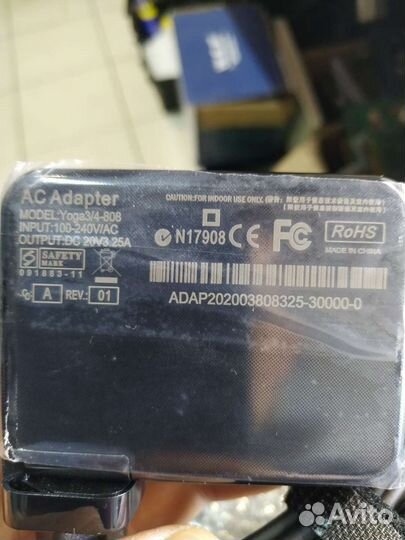 AC Adapter
MODEL:Yoga3/4-808
INPUT:100-240V/AC
OUTPUT:DC 20V3.25A
SAFETY
MARK
091883-11
A
REV.: 01
CAUTION:FOR INDOOR USE ONLY.
N17908 CE FC
RoHS
MADE IN CHINA
ADAP202003808325-30000-0
Avito